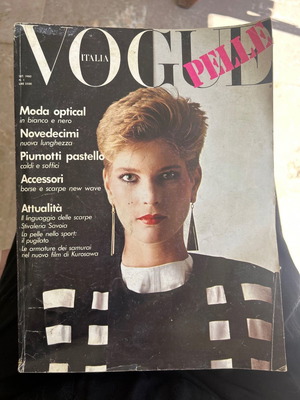 VOGUE
ITALIA
PELLE
Moda optical
in bianco e nero
Novedecimi
nuova lunghezza
Piumotti pastello
caldi e soffici
Accessori
borse e scarpe new wave
Attualità
Il linguaggio delle scarpe
Stivaleria Savoia
La pelle nello sport:
il pugilato
Le armature dei samurai
nel nuovo film di Kurosawa